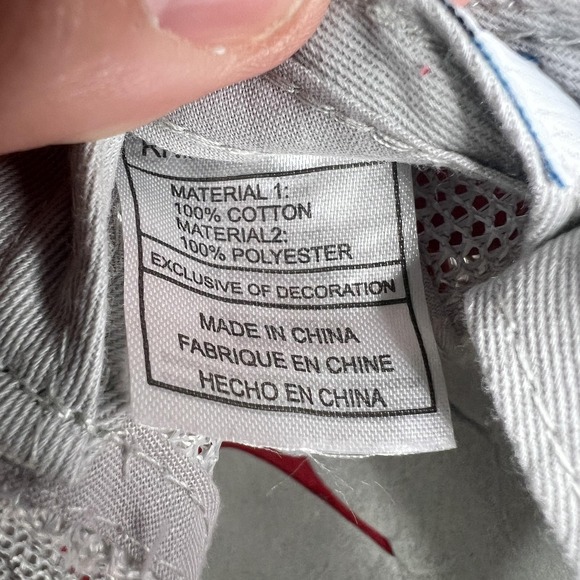 MATERIAL 1:
100% COTTON
MATERIAL2:
100% POLYESTER
EXCLUSIVE OF DECORATION
MADE IN CHINA
FABRIQUE EN CHINE
HECHO EN CHINA